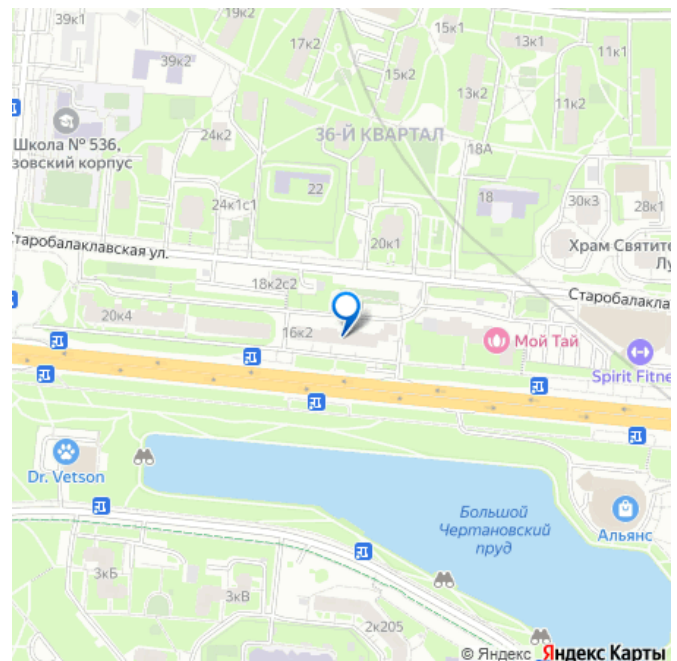 39к1
19к2
17к2
15к1
13к1
11к1
39к2
15к2
13к2
11к2
Школа № 536,
зовский корпус
24к2
36-Й КВАРТАЛ
18А
22
18
24к1с1
30к3
28к1
20к1
Храм Святите
Лу
Старобалаклавская ул.
18к2с2
Старобалакла
20к4
16к2
Мой Тай
Spirit Fitne
Dr. Vetson
Большой
Чертановский
пруд
Альянс
3кБ
3кВ
2к205
© Яндекс Яндекс Карты